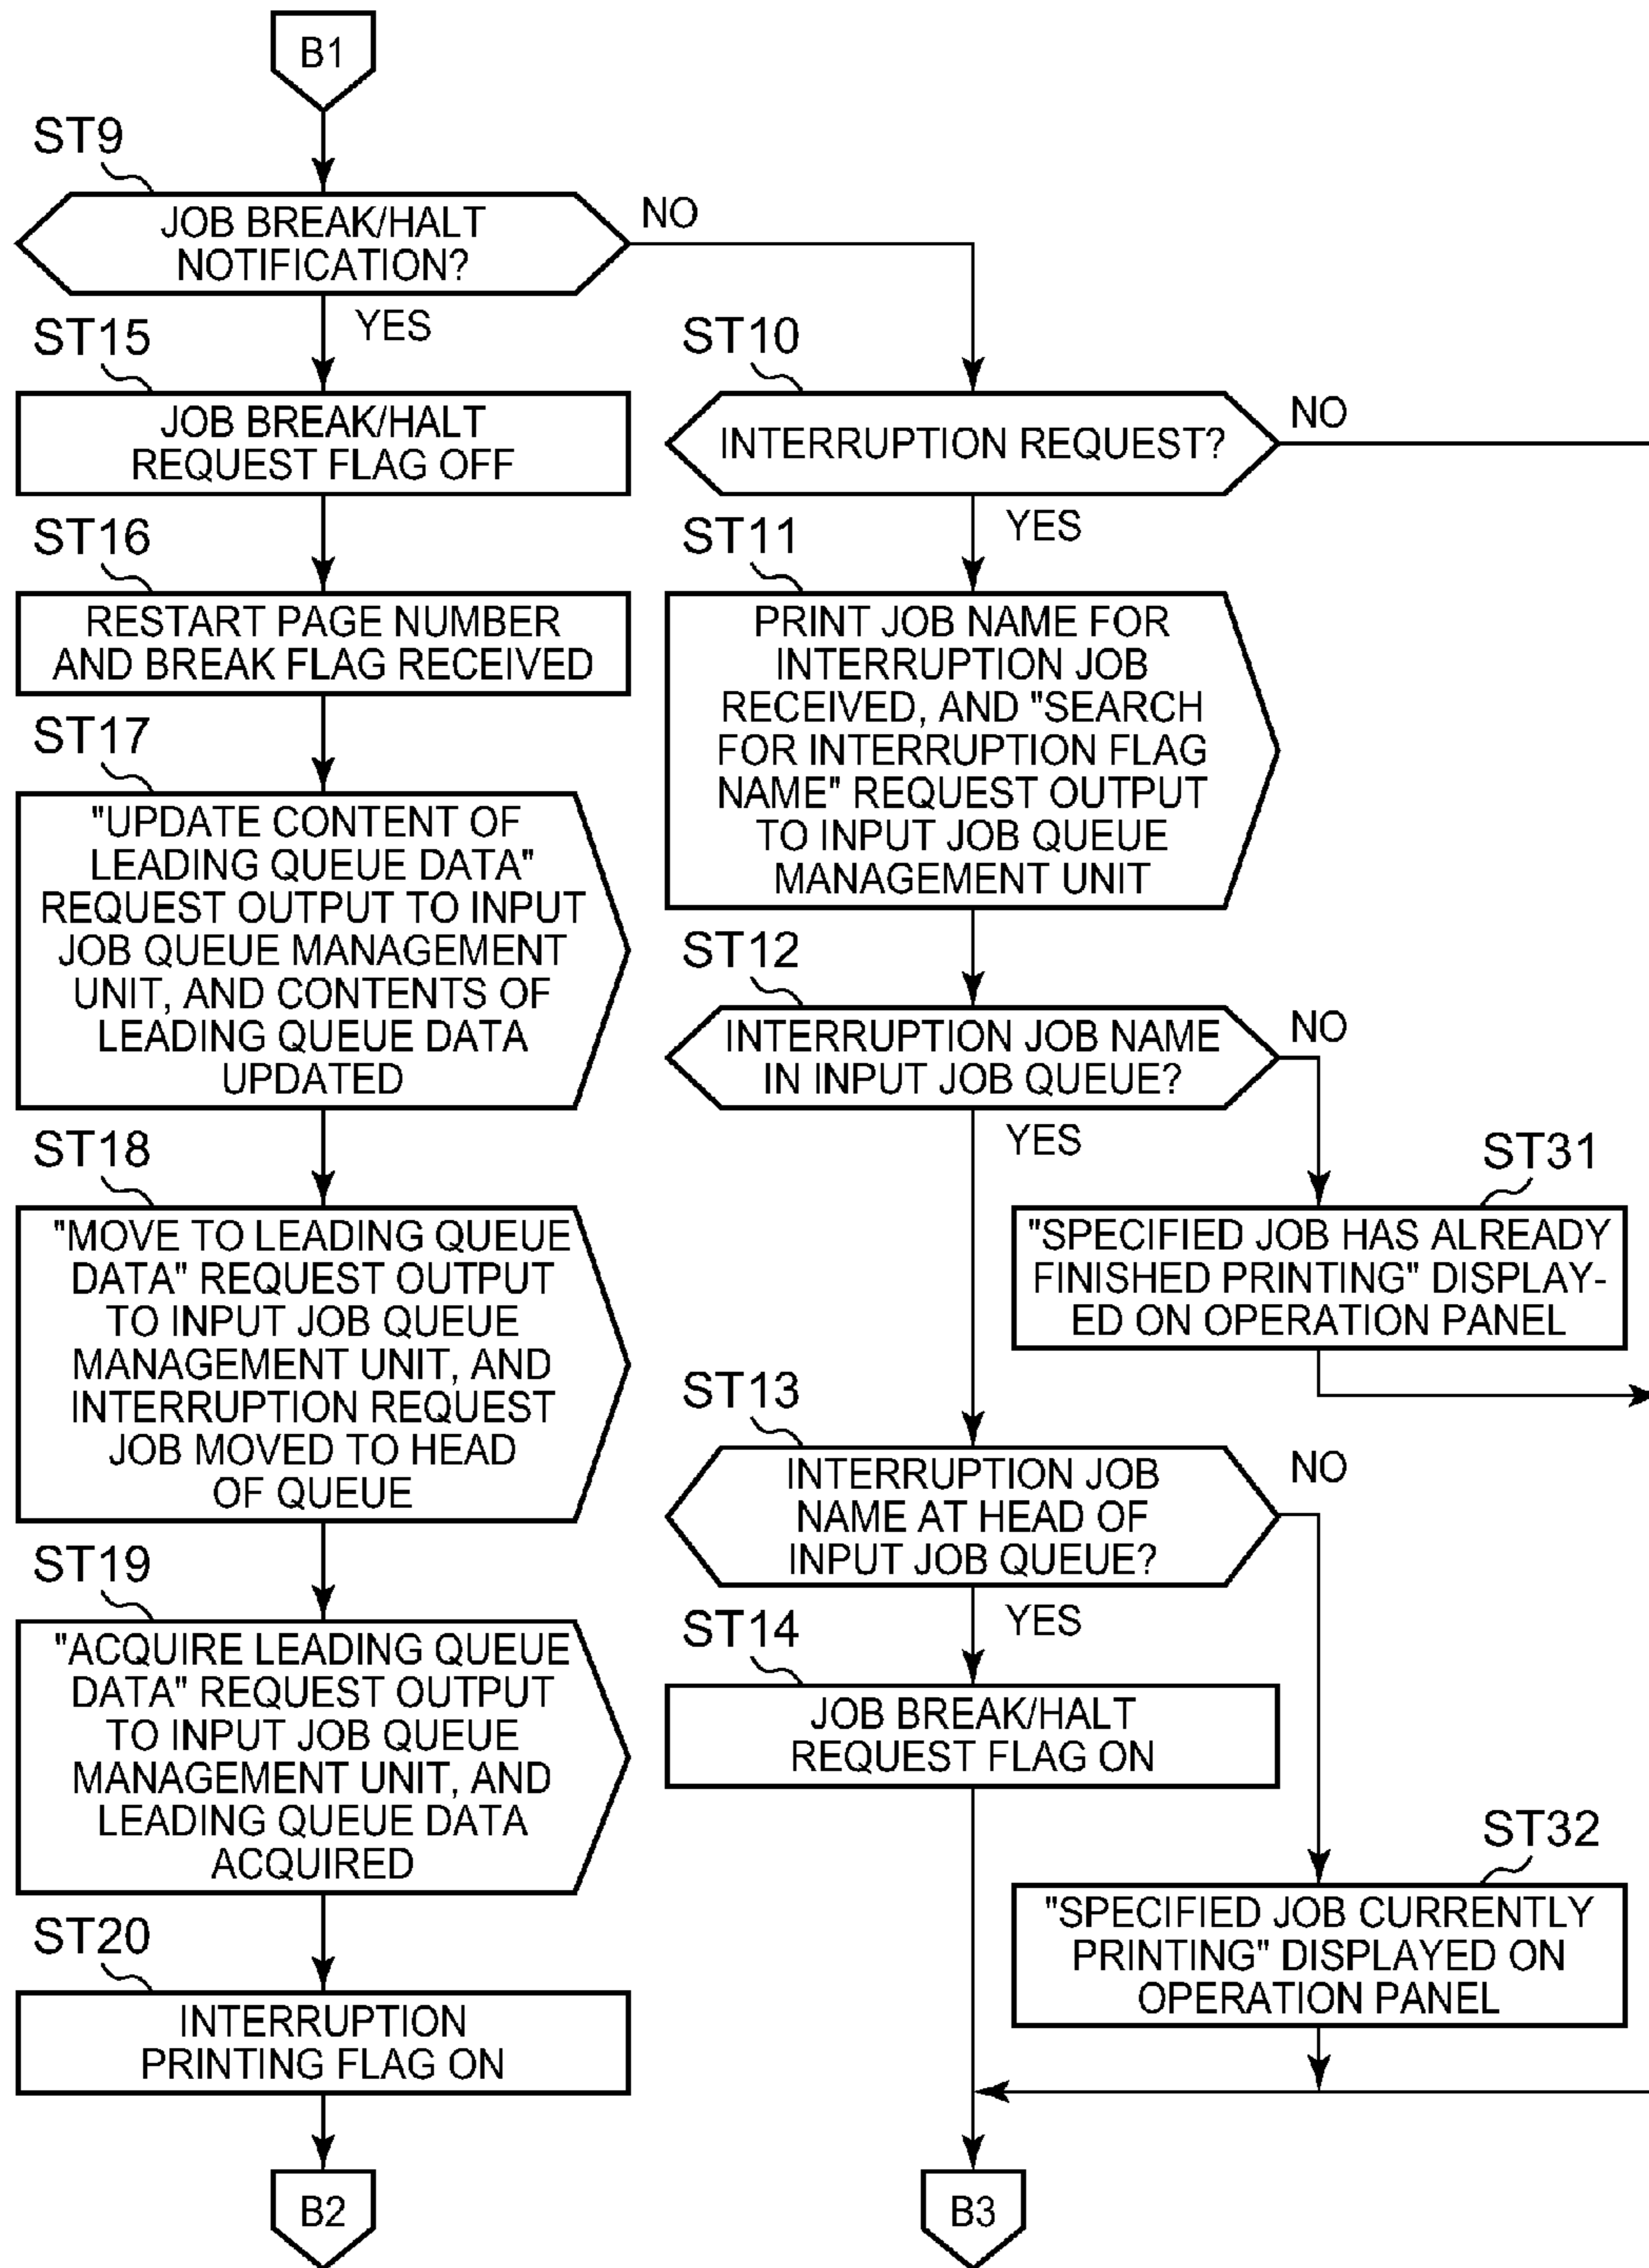 B1
ST9
JOB BREAK/HALT
NOTIFICATION?
NO
YES
ST15
JOB BREAK/HALT
REQUEST FLAG OFF
ST16
RESTART PAGE NUMBER
AND BREAK FLAG RECEIVED
ST17
"UPDATE CONTENT OF
LEADING QUEUE DATA"
REQUEST OUTPUT TO INPUT
JOB QUEUE MANAGEMENT
UNIT, AND CONTENTS OF
LEADING QUEUE DATA
UPDATED
ST18
"MOVE TO LEADING QUEUE
DATA" REQUEST OUTPUT
TO INPUT JOB QUEUE
MANAGEMENT UNIT, AND
INTERRUPTION REQUEST
JOB MOVED TO HEAD
OF QUEUE
ST19
"ACQUIRE LEADING QUEUE
DATA" REQUEST OUTPUT
TO INPUT JOB QUEUE
MANAGEMENT UNIT, AND
LEADING QUEUE DATA
ACQUIRED
ST20
INTERRUPTION
PRINTING FLAG ON
B2
ST10
INTERRUPTION REQUEST?
NO
YES
ST11
PRINT JOB NAME FOR
INTERRUPTION JOB
RECEIVED, AND "SEARCH
FOR INTERRUPTION FLAG
NAME" REQUEST OUTPUT
TO INPUT JOB QUEUE
MANAGEMENT UNIT
ST12
INTERRUPTION JOB NAME
IN INPUT JOB QUEUE?
NO
YES
ST31
"SPECIFIED JOB HAS ALREADY
FINISHED PRINTING" DISPLAY-
ED ON OPERATION PANEL
ST13
INTERRUPTION JOB
NAME AT HEAD OF
INPUT JOB QUEUE?
NO
YES
ST14
JOB BREAK/HALT
REQUEST FLAG ON
ST32
"SPECIFIED JOB CURRENTLY
PRINTING" DISPLAYED ON
OPERATION PANEL
B3